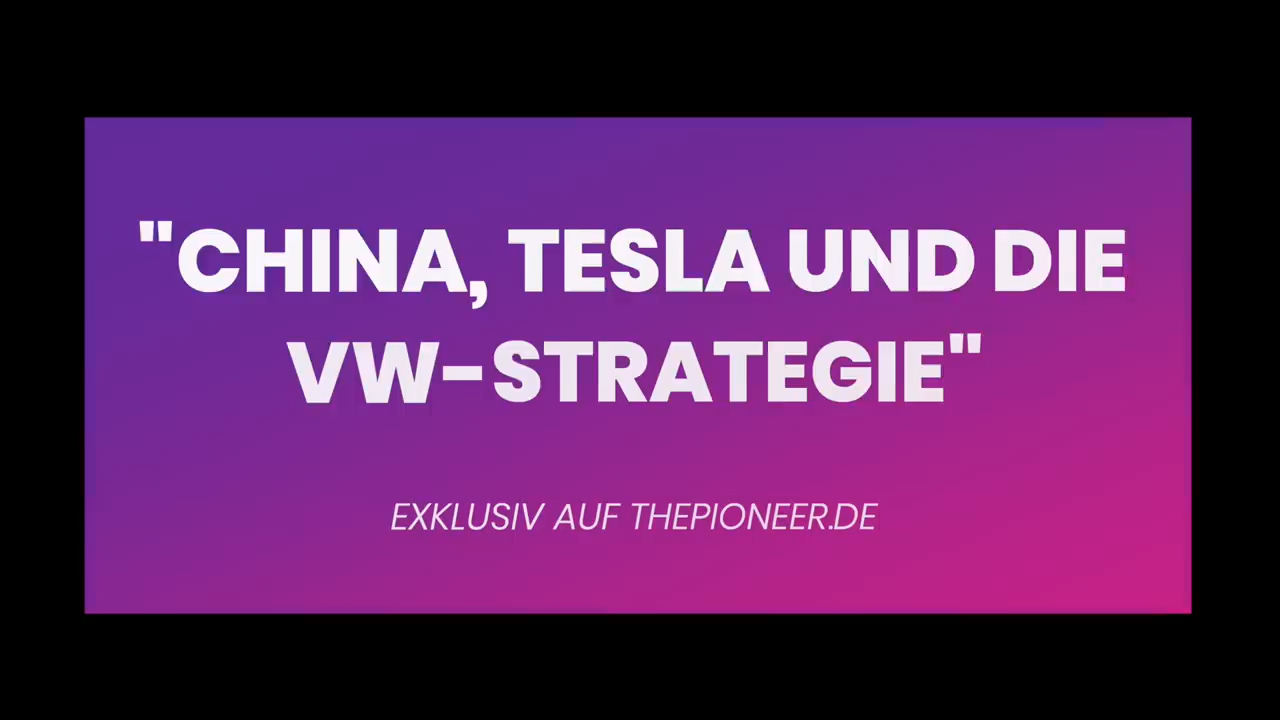 "CHINA, TESLA UND DIE
VW-STRATEGIE"
EXKLUSIV AUF THEPIONEER.DE